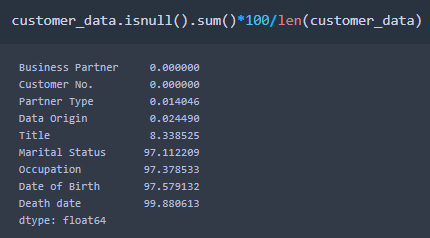 customer_data.isnull().sum()*100/len(customer_data)
Business Partner 0.000000
Customer No. 0.000000
Partner Type 0.014046
Data Origin 0.024490
Title 8.338525
Marital Status 97.112209
Occupation 97.378533
Date of Birth 97.579132
Death date 99.880613
dtype: float64